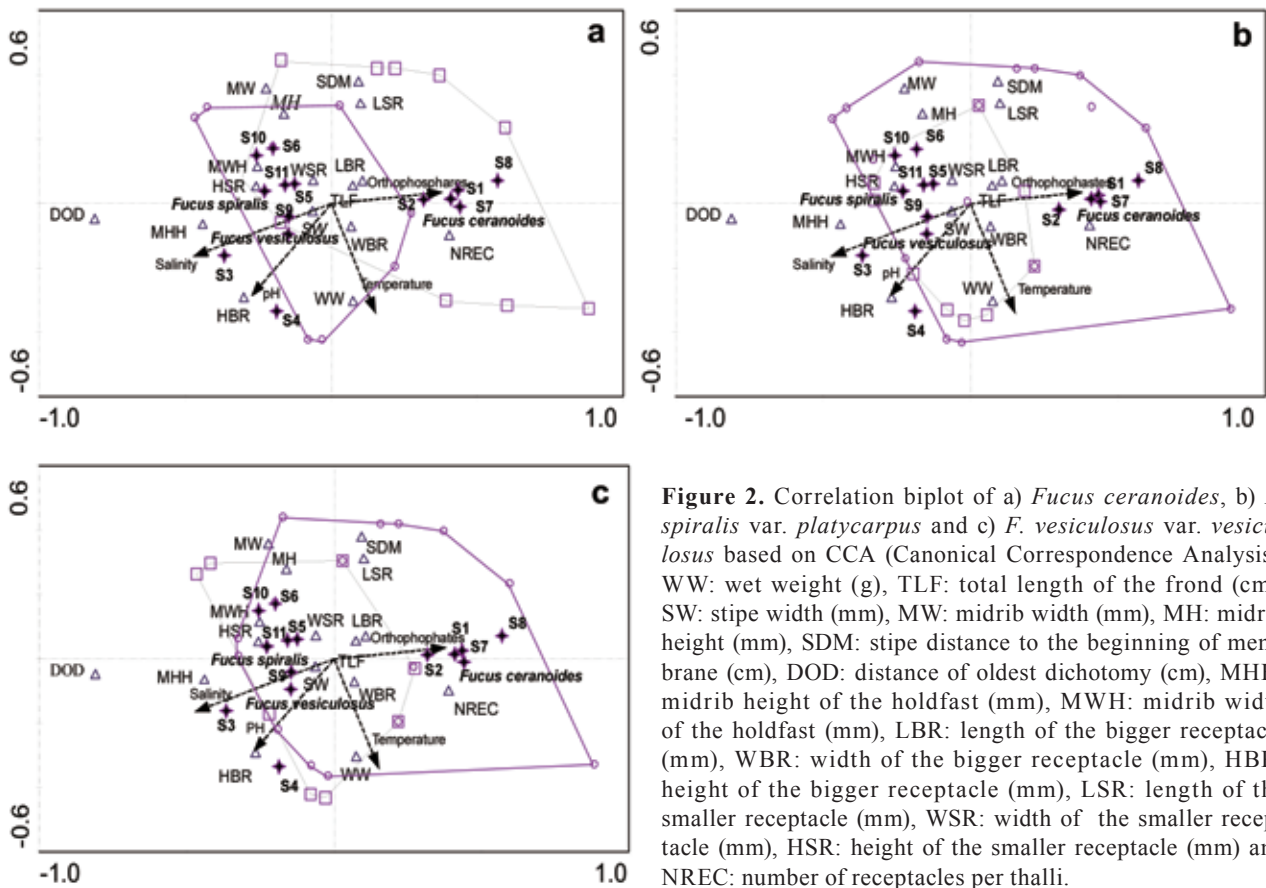 a
0.6
-0.6
-1.0
1.0
MW
SDM
MH
LSR
S10
S6
MWH
S11
WSR
LBR
S8
HSR
S5
Orthophosphares
S1
Fucus spiralis
TLF
S2
S7
DOD
S9
Fucus ceranoides
MHH
SW
Fucus vesiculosus
WBR
NREC
Salinity
S3
pH
Temperature
HBR
WW
S4
b
0.6
-0.6
-1.0
1.0
MW
SDM
MH
LSR
S10
S6
MWH
WSR
LBR
S8
S11
S5
HSR
Orthophastes
S1
Fucus spiralis
TLF
S7
DOD
S9
S2
Fucus ceranoides
MHH
SW
Fucus vesiculosus
WBR
NREC
Salinity
S3
pH
Temperature
HBR
WW
S4
c
0.6
-0.6
-1.0
1.0
MW
SDM
MH
LSR
S10
S6
MWH
S11
S5
WSR
LBR
S1
S8
HSR
Orthophophates
S7
Fucus spiralis
TLF
S2
DOD
S9
Fucus ceranoides
MHH
SW
WBR
Salinity
Fucus vesiculosus
NREC
S3
PH
Temperature
HBR
S4
WW
Figure 2. Correlation biplot of a) Fucus ceranoides, b)
spiralis var. platycarpus and c) F. vesiculosus var. vesicu
losus based on CCA (Canonical Correspondence Analysis
WW: wet weight (g), TLF: total length of the frond (cm
SW: stipe width (mm), MW: midrib width (mm), MH: midr
height (mm), SDM: stipe distance to the beginning of mem
brane (cm), DOD: distance of oldest dichotomy (cm), MHH
midrib height of the holdfast (mm), MWH: midrib widt
of the holdfast (mm), LBR: length of the bigger receptac
(mm), WBR: width of the bigger receptacle (mm), HBR
height of the bigger receptacle (mm), LSR: length of th
smaller receptacle (mm), WSR: width of the smaller recep
tacle (mm), HSR: height of the smaller receptacle (mm) an
NREC: number of receptacles per thalli.